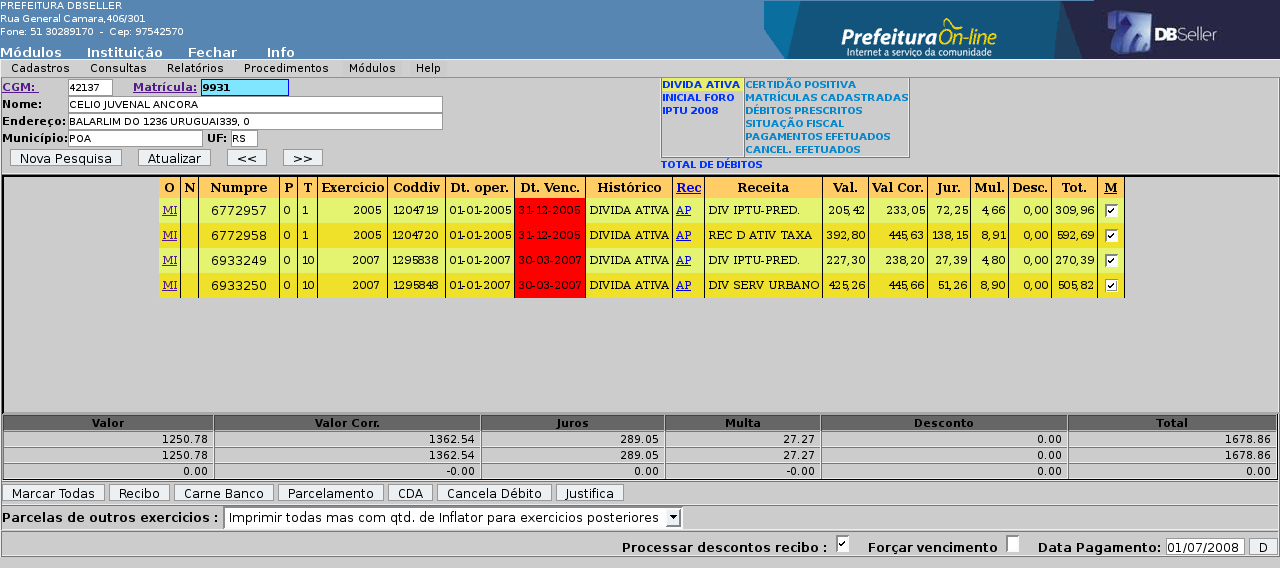 PREFEITURA DBSELLER
Rua General Camara,406/301
Fone: 51 30289170 - Cep: 97542570
Prefeitura On-line
Internet a serviço da comunidade
DBSeller
Módulos Instituição Fechar Info
Cadastros Consultas Relatórios Procedimentos Módulos Help
CGM: 42137 Matrícula: 9931
Nome: CELIO JUVENAL ANCORA
Endereço: BALARLIM DO 1236 URUGUAI339, 0
Município: POA UF: RS
Nova Pesquisa Atualizar << >>
DIVIDA ATIVA CERTIDÃO POSITIVA
INICIAL FORO MATRÍCULAS CADASTRADAS
IPTU 2008 DÉBITOS PRESCRITOS
SITUAÇÃO FISCAL
PAGAMENTOS EFETUADOS
CANCEL. EFETUADOS
TOTAL DE DÉBITOS
O N Numpre P T Exercício Coddiv Dt. oper. Dt. Venc. Histórico Rec Receita Val. Val Cor. Jur. Mul. Desc. Tot. M
MI 6772957 0 1 2005 1204719 01-01-2005 31-12-2005 DIVIDA ATIVA AP DIV IPTU-PRED. 205,42 233,05 72,25 4,66 0,00 309,96
MI 6772958 0 1 2005 1204720 01-01-2005 31-12-2005 DIVIDA ATIVA AP REC D ATIV TAXA 392,80 445,63 138,15 8,91 0,00 592,69
MI 6933249 0 10 2007 1295838 01-01-2007 30-03-2007 DIVIDA ATIVA AP DIV IPTU-PRED. 227,30 238,20 27,39 4,80 0,00 270,39
MI 6933250 0 10 2007 1295848 01-01-2007 30-03-2007 DIVIDA ATIVA AP DIV SERV URBANO 425,26 445,66 51,26 8,90 0,00 505,82
Valor Valor Corr. Juros Multa Desconto Total
1250.78 1362.54 289.05 27.27 0.00 1678.86
1250.78 1362.54 289.05 27.27 0.00 1678.86
0.00 -0.00 0.00 -0.00 0.00 0.00
Marcar Todas Recibo Carne Banco Parcelamento CDA Cancela Débito Justifica
Parcelas de outros exercicios : Imprimir todas mas com qtd. de Inflator para exercicios posteriores
Processar descontos recibo : Forçar vencimento Data Pagamento: 01/07/2008 D